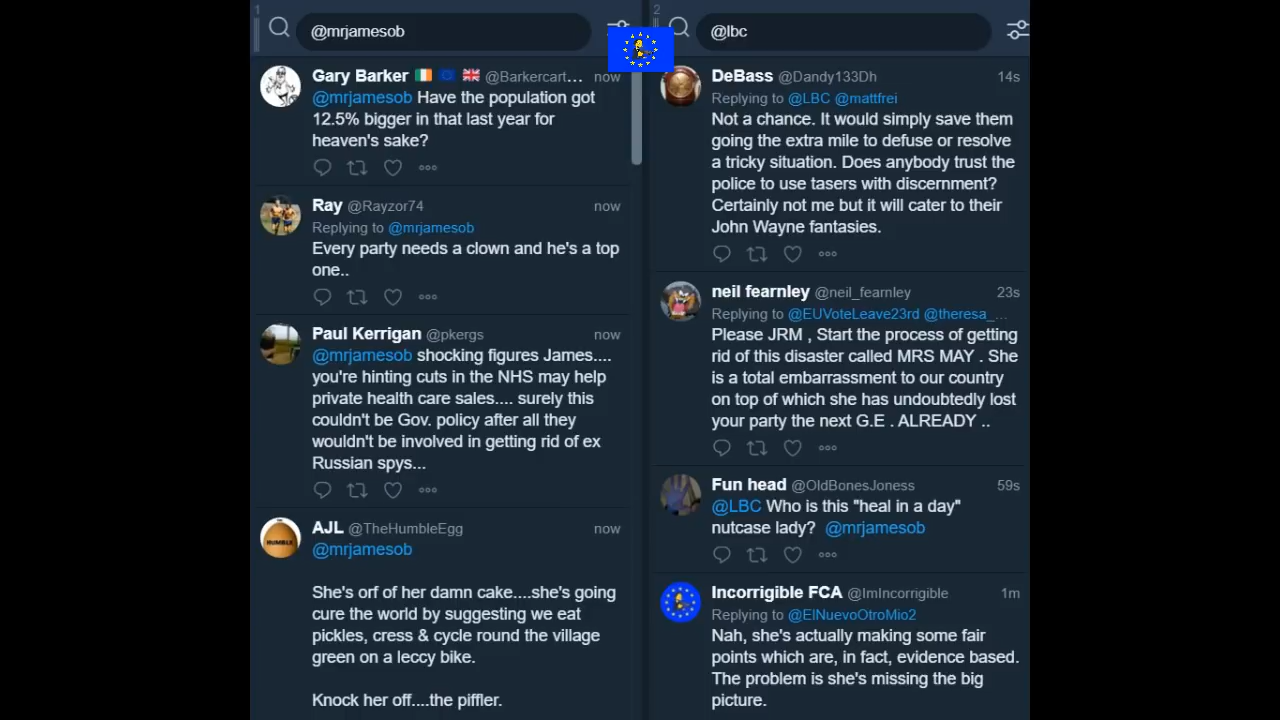 1
@mrjamesob
Gary Barker @Barkercart... now
@mrjamesob Have the population got
12.5% bigger in that last year for
heaven's sake?
Ray @Rayzor74 now
Replying to @mrjamesob
Every party needs a clown and he's a top
one..
Paul Kerrigan @pkergs now
@mrjamesob shocking figures James....
you're hinting cuts in the NHS may help
private health care sales.... surely this
couldn't be Gov. policy after all they
wouldn't be involved in getting rid of ex
Russian spys...
HUMBLE
AJL @TheHumbleEgg now
@mrjamesob
She's orf of her damn cake....she's going
cure the world by suggesting we eat
pickles, cress & cycle round the village
green on a leccy bike.
Knock her off....the piffler.
2
@lbc
DeBass @Dandy133Dh 14s
Replying to @LBC @mattfrei
Not a chance. It would simply save them
going the extra mile to defuse or resolve
a tricky situation. Does anybody trust the
police to use tasers with discernment?
Certainly not me but it will cater to their
John Wayne fantasies.
neil fearnley @neil_fearnley 23s
Replying to @EUVoteLeave23rd @theresa_...
Please JRM , Start the process of getting
rid of this disaster called MRS MAY . She
is a total embarrassment to our country
on top of which she has undoubtedly lost
your party the next G.E . ALREADY ..
Fun head @OldBonesJoness 59s
@LBC Who is this "heal in a day"
nutcase lady? @mrjamesob
Incorrigible FCA @ImIncorrigible 1m
Replying to @ElNuevoOtroMio2
Nah, she's actually making some fair
points which are, in fact, evidence based.
The problem is she's missing the big
picture.